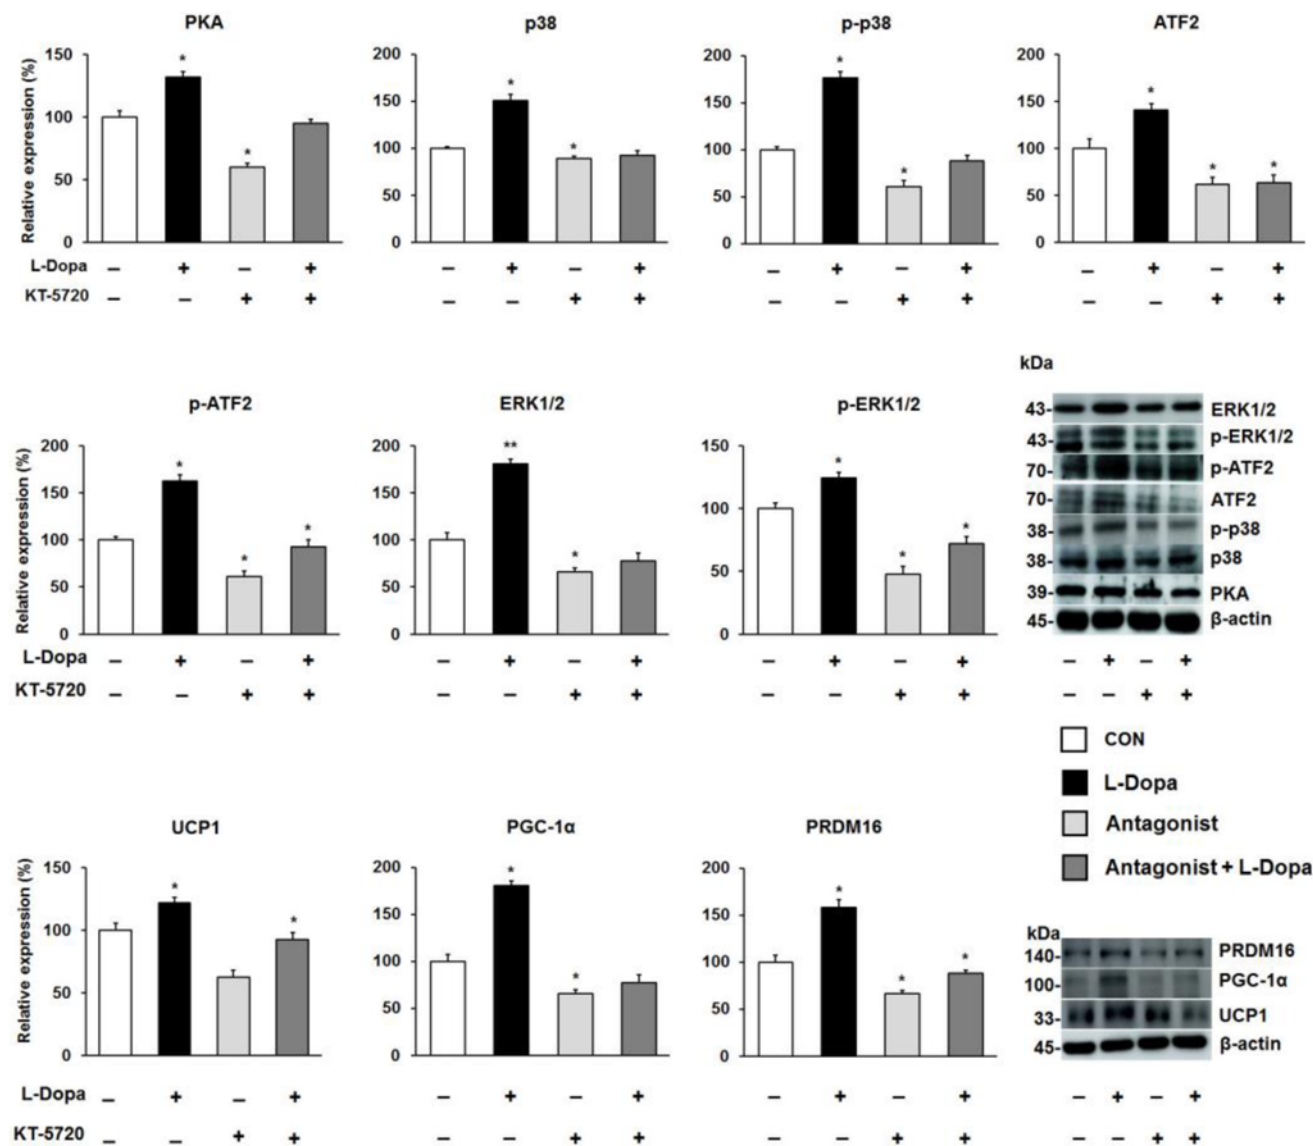 PKA
p38
p-p38
ATF2
Relative expression (%)
150
100
50
0
200
150
100
50
0
200
150
100
50
0
200
150
100
50
0
L-Dopa – + – + – + – + – + – + – + – +
KT-5720 – – + + – – + + – – + + – – + +
p-ATF2
ERK1/2
p-ERK1/2
Relative expression (%)
200
150
100
50
0
200
150
100
50
0
150
100
50
0
L-Dopa – + – + – + – + – + – +
KT-5720 – – + + – – + + – – + +
kDa
43- ERK1/2
43- p-ERK1/2
70- p-ATF2
70- ATF2
38- p-p38
38- p38
39- PKA
45- β-actin
– + – +
– – + +
CON
L-Dopa
Antagonist
Antagonist + L-Dopa
UCP1
PGC-1α
PRDM16
Relative expression (%)
150
100
50
0
200
150
100
50
0
200
150
100
50
0
L-Dopa – + – + – + – + – + – +
KT-5720 – – + + – – + + – – + +
kDa
140- PRDM16
100- PGC-1α
33- UCP1
45- β-actin
– + – +
– – + +